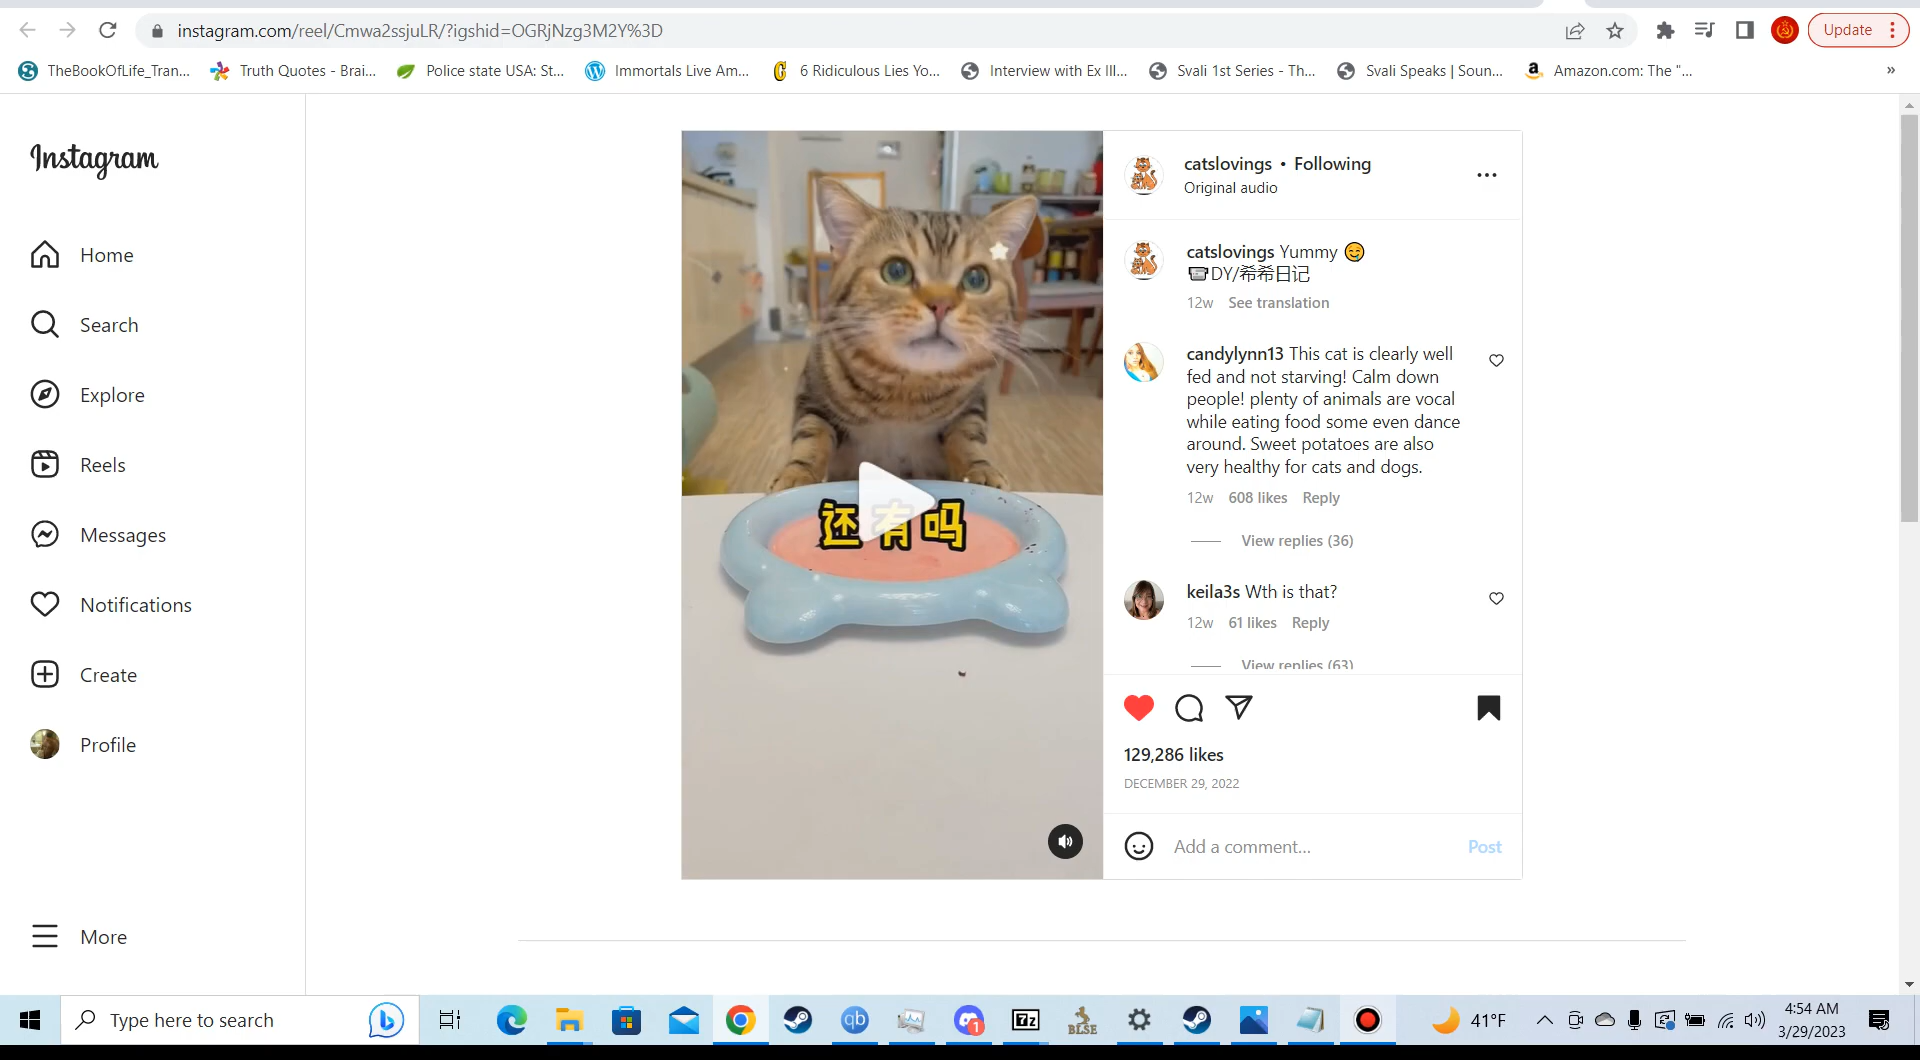 instagram.com/reel/Cmwa2ssjuLR/?igshid=OGRjNzg3M2Y%3D
Update
TheBookOfLife_Tran...
Truth Quotes - Brai...
Police state USA: St...
Immortals Live Am...
6 Ridiculous Lies Yo...
Interview with Ex Ill...
Svali 1st Series - Th...
Svali Speaks | Soun...
Amazon.com: The "...
»
Instagram
Home
Search
Explore
Reels
Messages
Notifications
Create
Profile
More
还有吗
catslovings • Following
Original audio
catslovings Yummy 🤤
📼DY/希希日记
12w See translation
candylynn13 This cat is clearly well
fed and not starving! Calm down
people! plenty of animals are vocal
while eating food some even dance
around. Sweet potatoes are also
very healthy for cats and dogs.
12w 608 likes Reply
View replies (36)
keila3s Wth is that?
12w 61 likes Reply
View replies (63)
129,286 likes
DECEMBER 29, 2022
Add a comment...
Post
Type here to search
qb
1
7z
BLSE
41°F
4:54 AM
3/29/2023